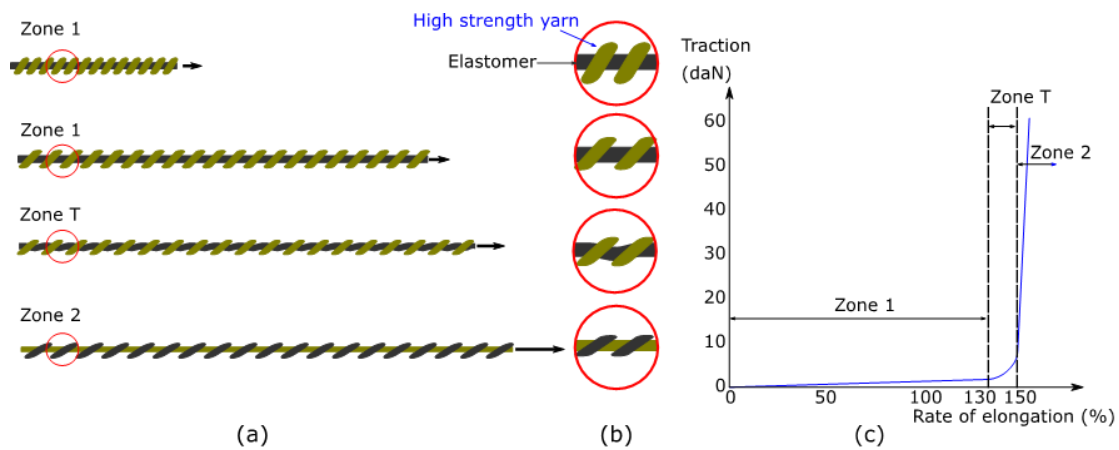 Zone 1
Zone 1
Zone T
Zone 2
(a)
High strength yarn
Elastomer
(b)
Traction
(daN)
60
50
40
30
20
10
0
Zone T
Zone 2
Zone 1
0
50
100
130
150
Rate of elongation (%)
(c)